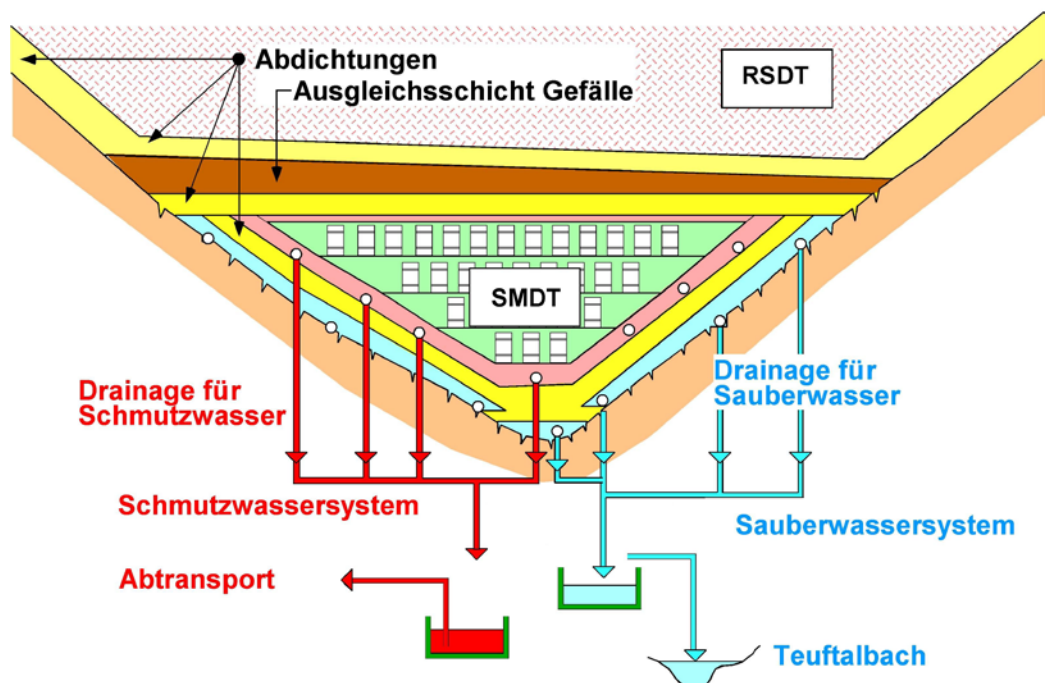 Abdichtungen
Ausgleichsschicht Gefälle
RSDT
SMDT
Drainage für
Schmutzwasser
Drainage für
Sauberwasser
Schmutzwassersystem
Sauberwassersystem
Abtransport
Teuftalbach